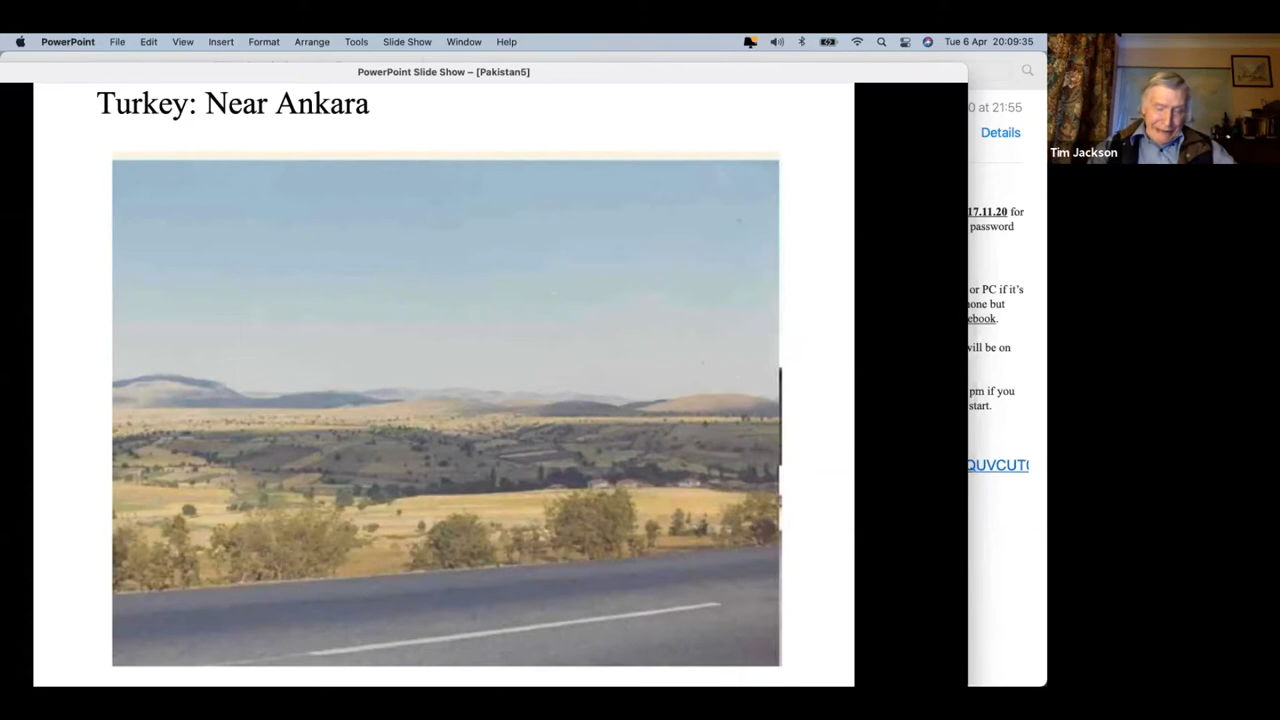 PowerPoint File Edit View Insert Format Arrange Tools Slide Show Window Help Tue 6 Apr 20:09:35
PowerPoint Slide Show – [Pakistan5]
Turkey: Near Ankara
at 21:55
Details
17.11.20 for
password
or PC if it's
but
ebook.
will be on
pm if you
start.
QUVCUT
Tim Jackson